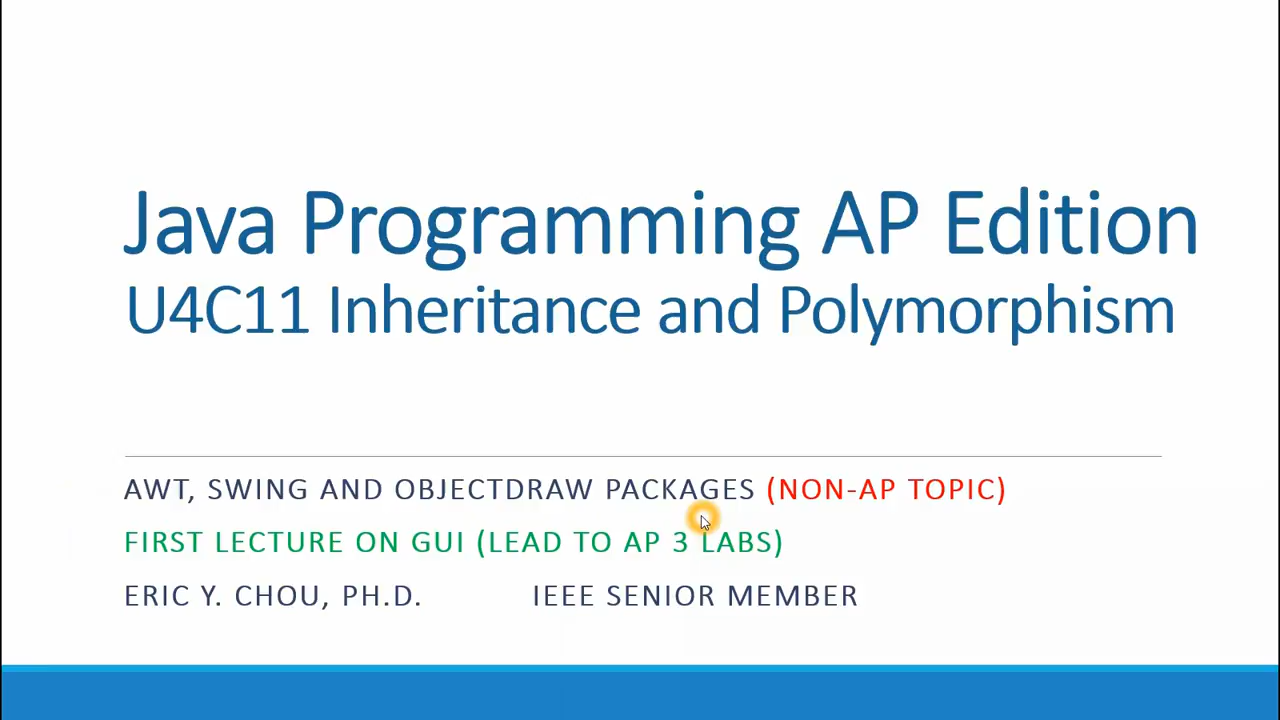 Java Programming AP Edition
U4C11 Inheritance and Polymorphism
AWT, SWING AND OBJECTDRAW PACKAGES (NON-AP TOPIC)
FIRST LECTURE ON GUI (LEAD TO AP 3 LABS)
ERIC Y. CHOU, PH.D. IEEE SENIOR MEMBER